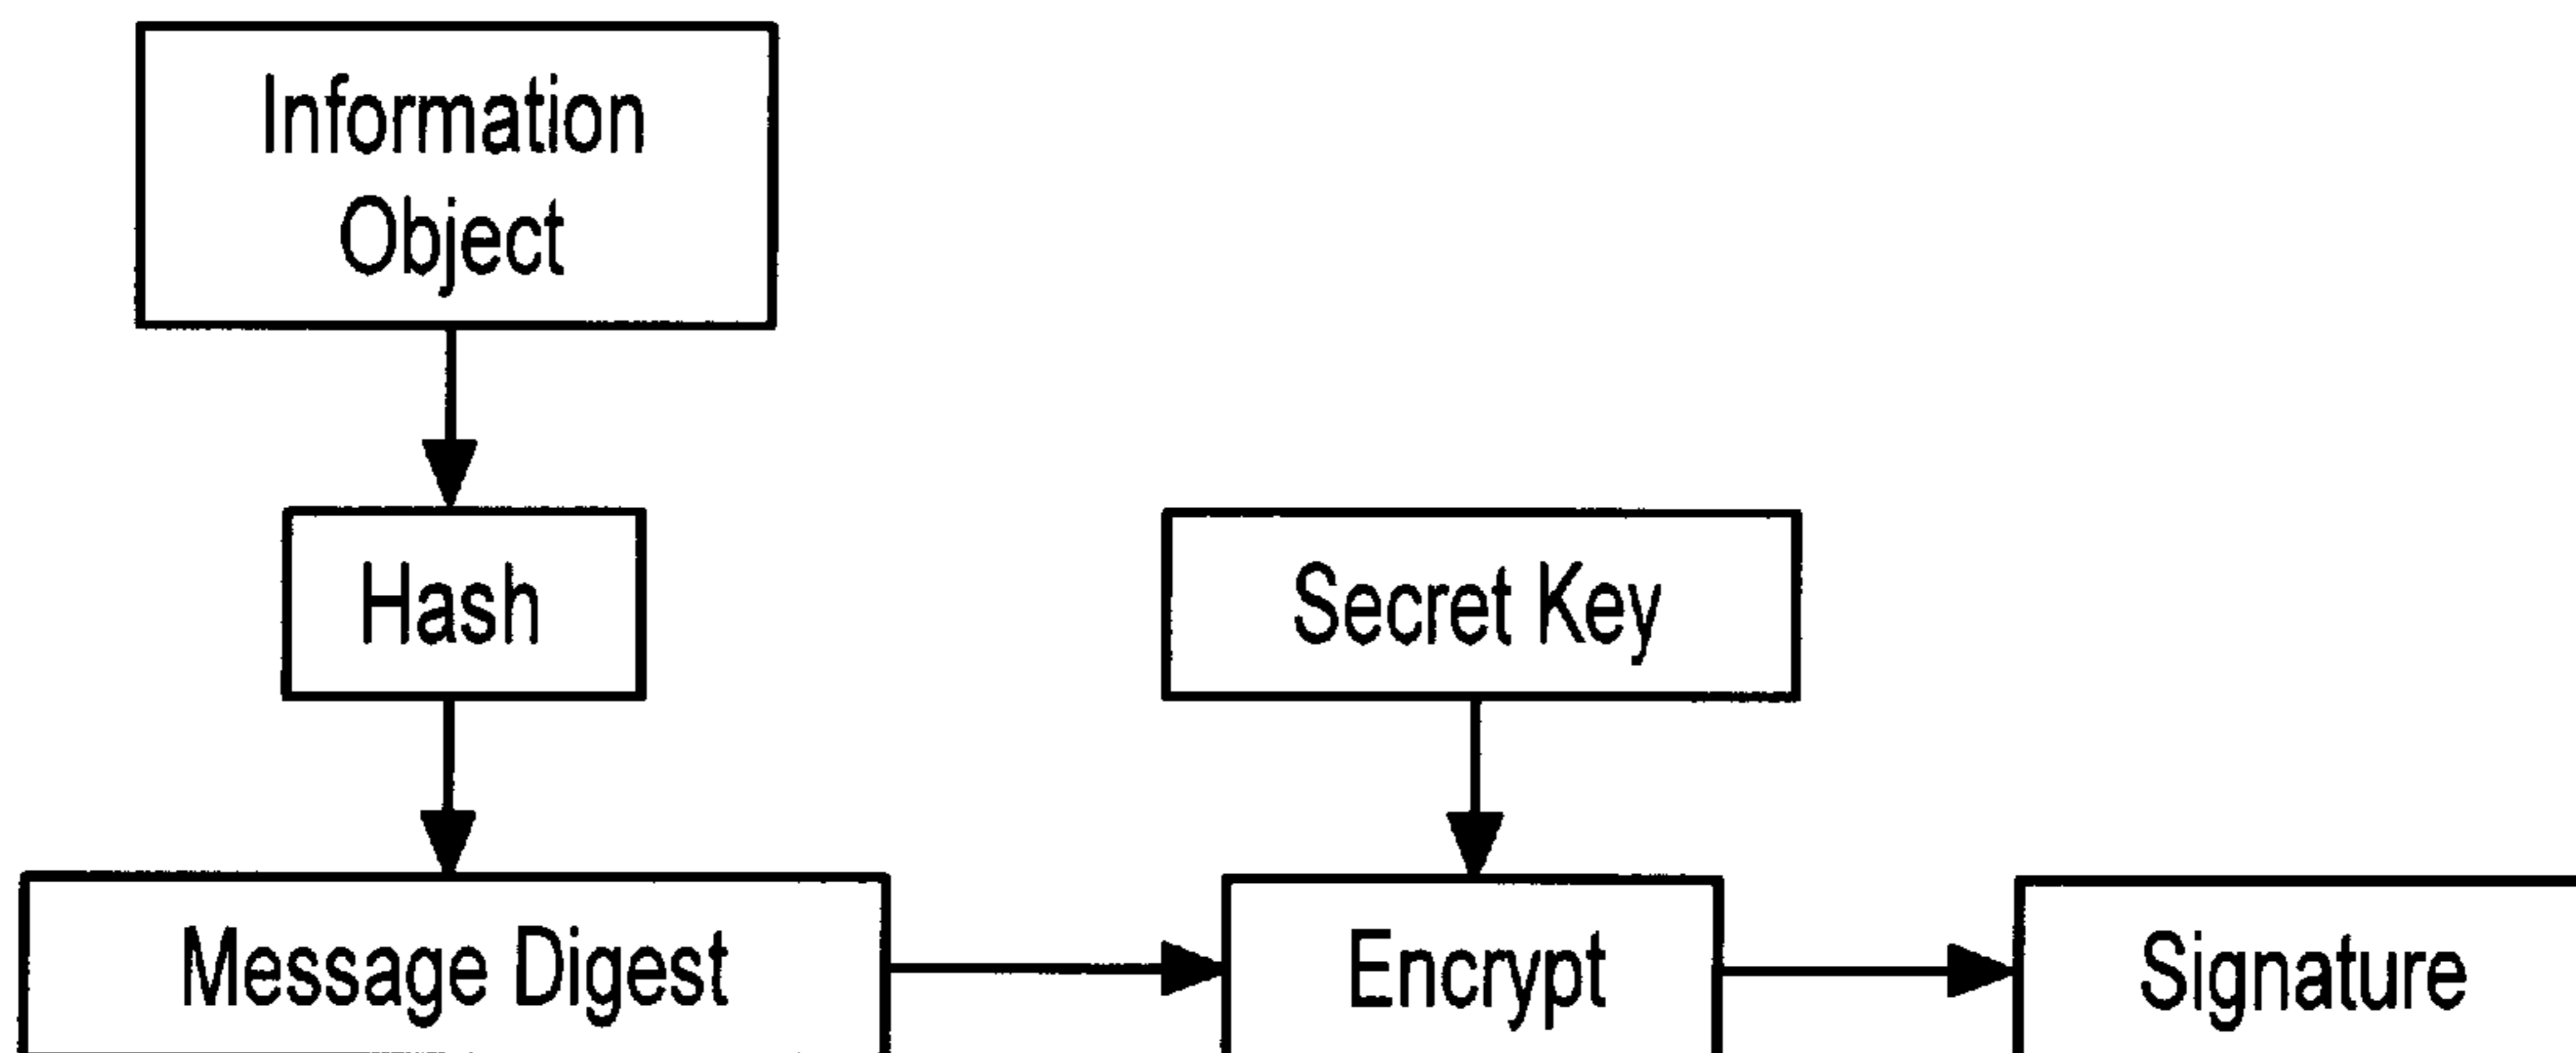 Information
Object
Hash
Secret Key
Message Digest
Encrypt
Signature